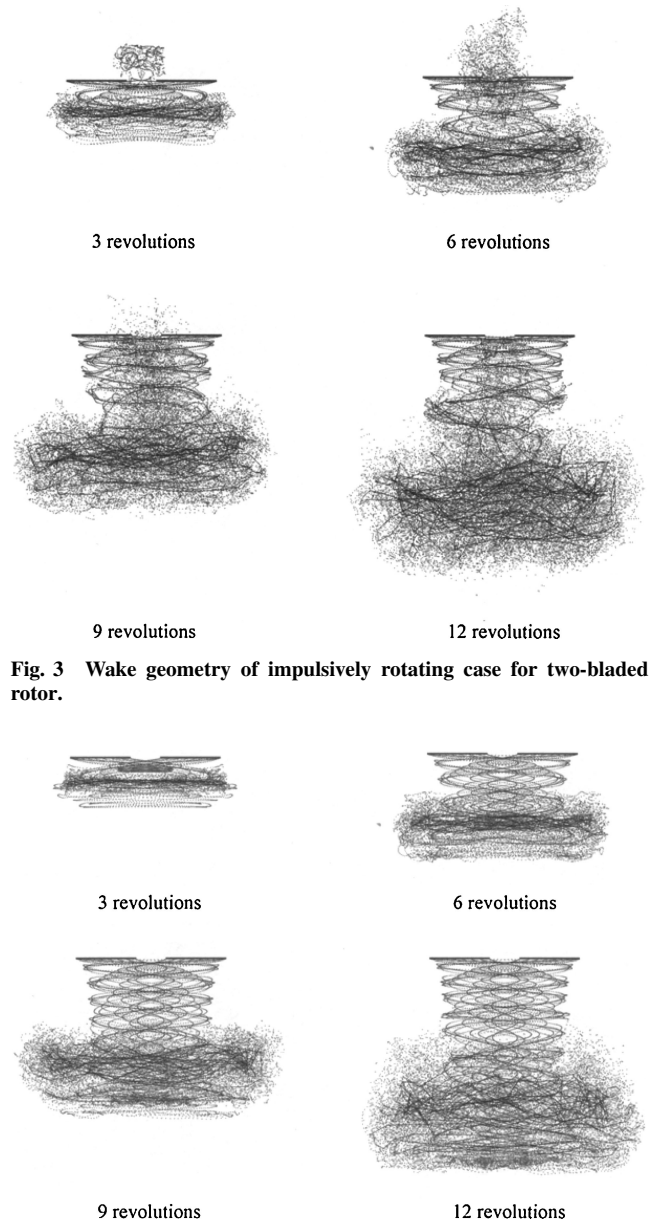 3 revolutions
6 revolutions
9 revolutions
12 revolutions
Fig. 3 Wake geometry of impulsively rotating case for two-bladed
rotor.
3 revolutions
6 revolutions
9 revolutions
12 revolutions